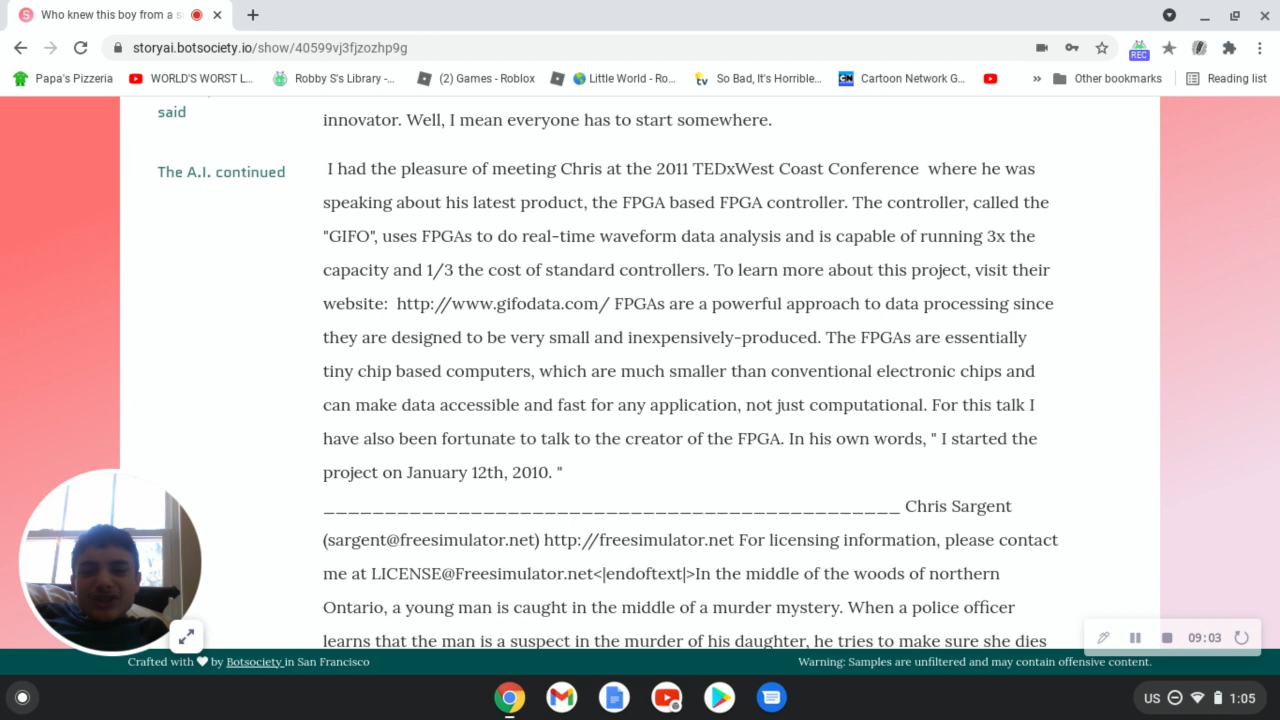 Who knew this boy from a s
storyai.botsociety.io/show/40599vj3fjzozhp9g
REC
Papa's Pizzeria
WORLD'S WORST L...
Robby S's Library -...
(2) Games - Roblox
Little World - Ro...
tv
So Bad, It's Horrible...
CN
Cartoon Network G...
»
Other bookmarks
Reading list
said
innovator. Well, I mean everyone has to start somewhere.
The A.I. continued
I had the pleasure of meeting Chris at the 2011 TEDxWest Coast Conference where he was
speaking about his latest product, the FPGA based FPGA controller. The controller, called the
"GIFO", uses FPGAs to do real-time waveform data analysis and is capable of running 3x the
capacity and 1/3 the cost of standard controllers. To learn more about this project, visit their
website: http://www.gifodata.com/ FPGAs are a powerful approach to data processing since
they are designed to be very small and inexpensively-produced. The FPGAs are essentially
tiny chip based computers, which are much smaller than conventional electronic chips and
can make data accessible and fast for any application, not just computational. For this talk I
have also been fortunate to talk to the creator of the FPGA. In his own words, " I started the
project on January 12th, 2010. "
_______________________________________________ Chris Sargent
(sargent@freesimulator.net) http://freesimulator.net For licensing information, please contact
me at LICENSE@Freesimulator.net<|endoftext|>In the middle of the woods of northern
Ontario, a young man is caught in the middle of a murder mystery. When a police officer
learns that the man is a suspect in the murder of his daughter, he tries to make sure she dies
09:03
Crafted with ♥ by Botsociety in San Francisco
Warning: Samples are unfiltered and may contain offensive content.
US
1:05